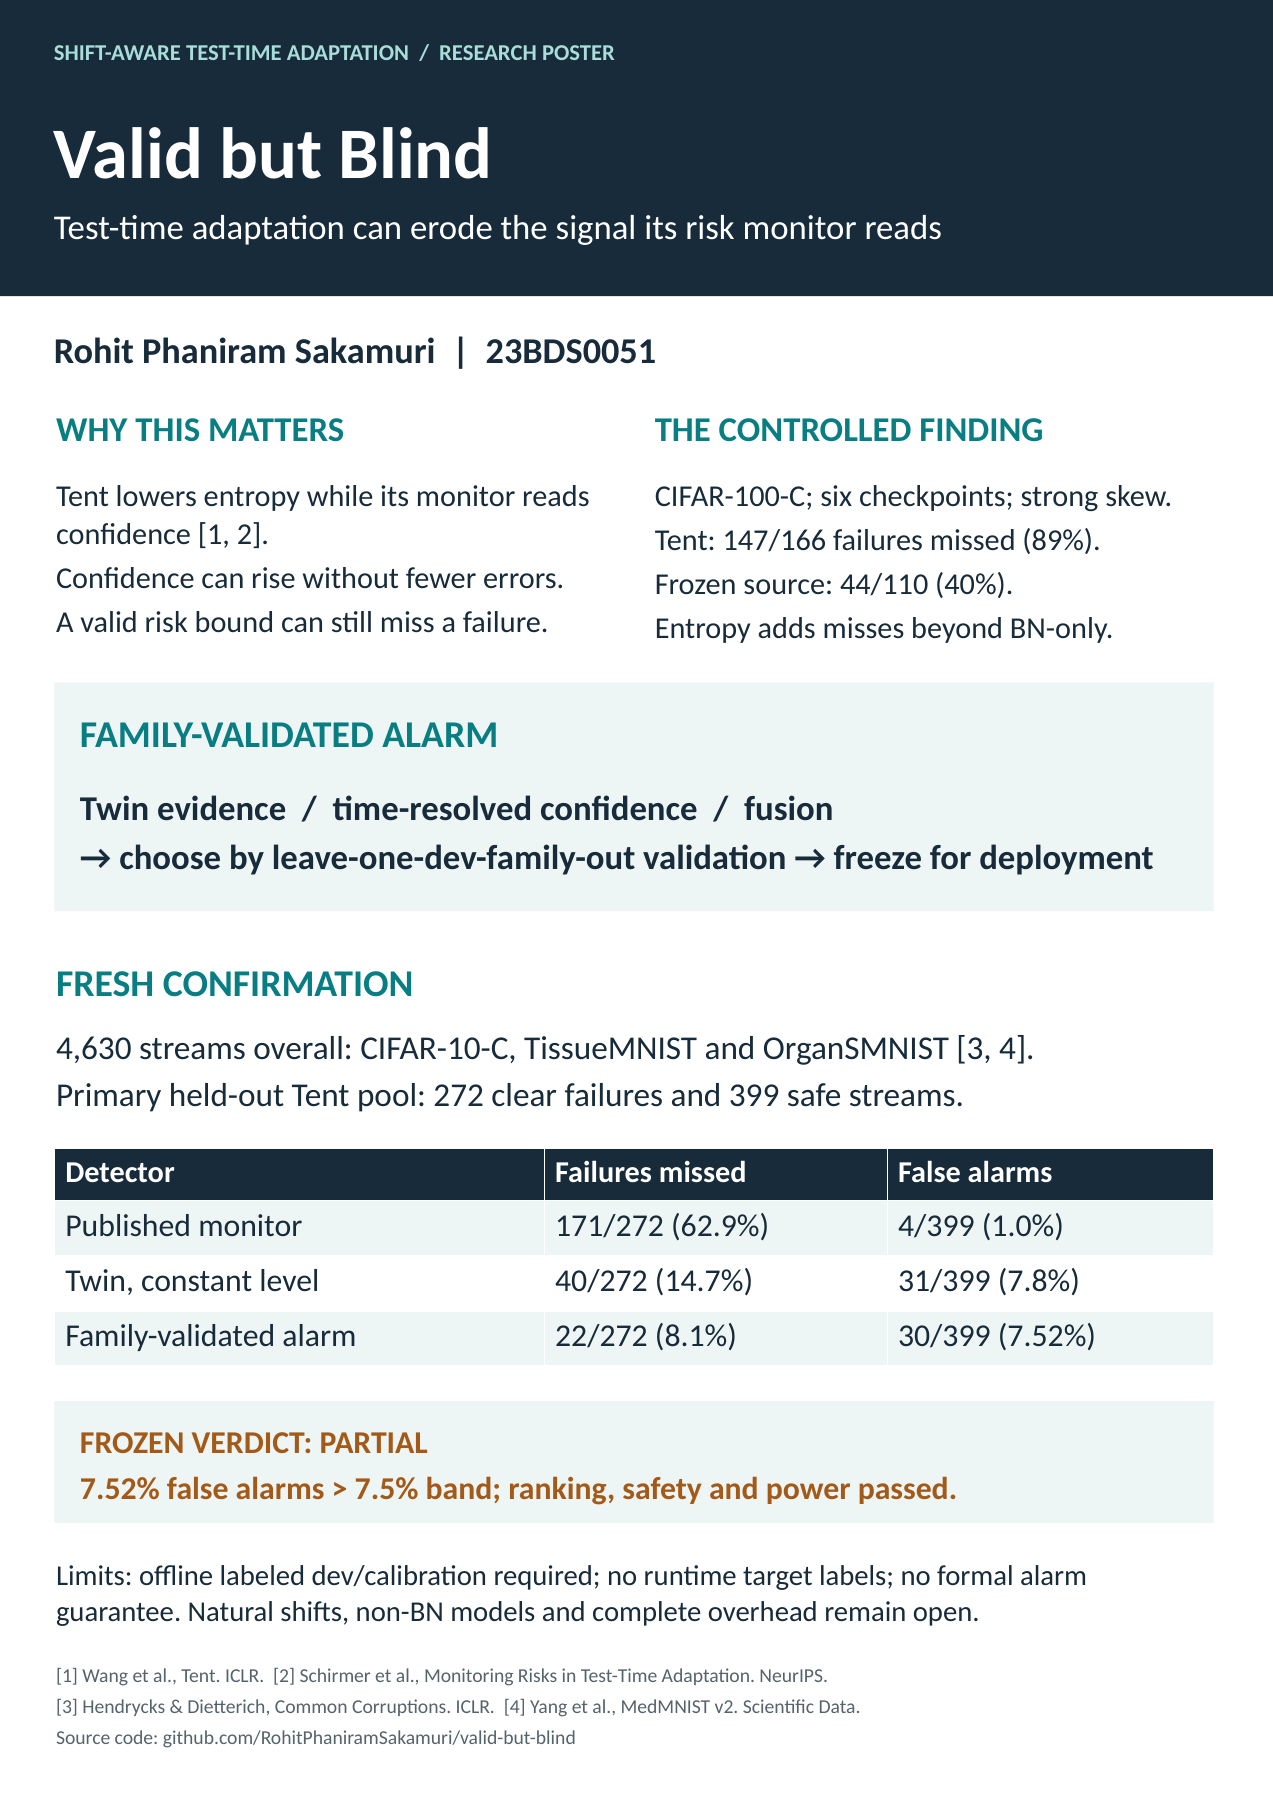 SHIFT-AWARE TEST-TIME ADAPTATION / RESEARCH POSTER
Valid but Blind
Test-time adaptation can erode the signal its risk monitor reads
Rohit Phaniram Sakamuri | 23BDS0051
WHY THIS MATTERS
Tent lowers entropy while its monitor reads
confidence [1, 2].
Confidence can rise without fewer errors.
A valid risk bound can still miss a failure.
THE CONTROLLED FINDING
CIFAR-100-C; six checkpoints; strong skew.
Tent: 147/166 failures missed (89%).
Frozen source: 44/110 (40%).
Entropy adds misses beyond BN-only.
FAMILY-VALIDATED ALARM
Twin evidence / time-resolved confidence / fusion
→ choose by leave-one-dev-family-out validation → freeze for deployment
FRESH CONFIRMATION
4,630 streams overall: CIFAR-10-C, TissueMNIST and OrganSMNIST [3, 4].
Primary held-out Tent pool: 272 clear failures and 399 safe streams.
Detector Failures missed False alarms
Published monitor 171/272 (62.9%) 4/399 (1.0%)
Twin, constant level 40/272 (14.7%) 31/399 (7.8%)
Family-validated alarm 22/272 (8.1%) 30/399 (7.52%)
FROZEN VERDICT: PARTIAL
7.52% false alarms > 7.5% band; ranking, safety and power passed.
Limits: offline labeled dev/calibration required; no runtime target labels; no formal alarm
guarantee. Natural shifts, non-BN models and complete overhead remain open.
[1] Wang et al., Tent. ICLR. [2] Schirmer et al., Monitoring Risks in Test-Time Adaptation. NeurIPS.
[3] Hendrycks & Dietterich, Common Corruptions. ICLR. [4] Yang et al., MedMNIST v2. Scientific Data.
Source code: github.com/RohitPhaniramSakamuri/valid-but-blind